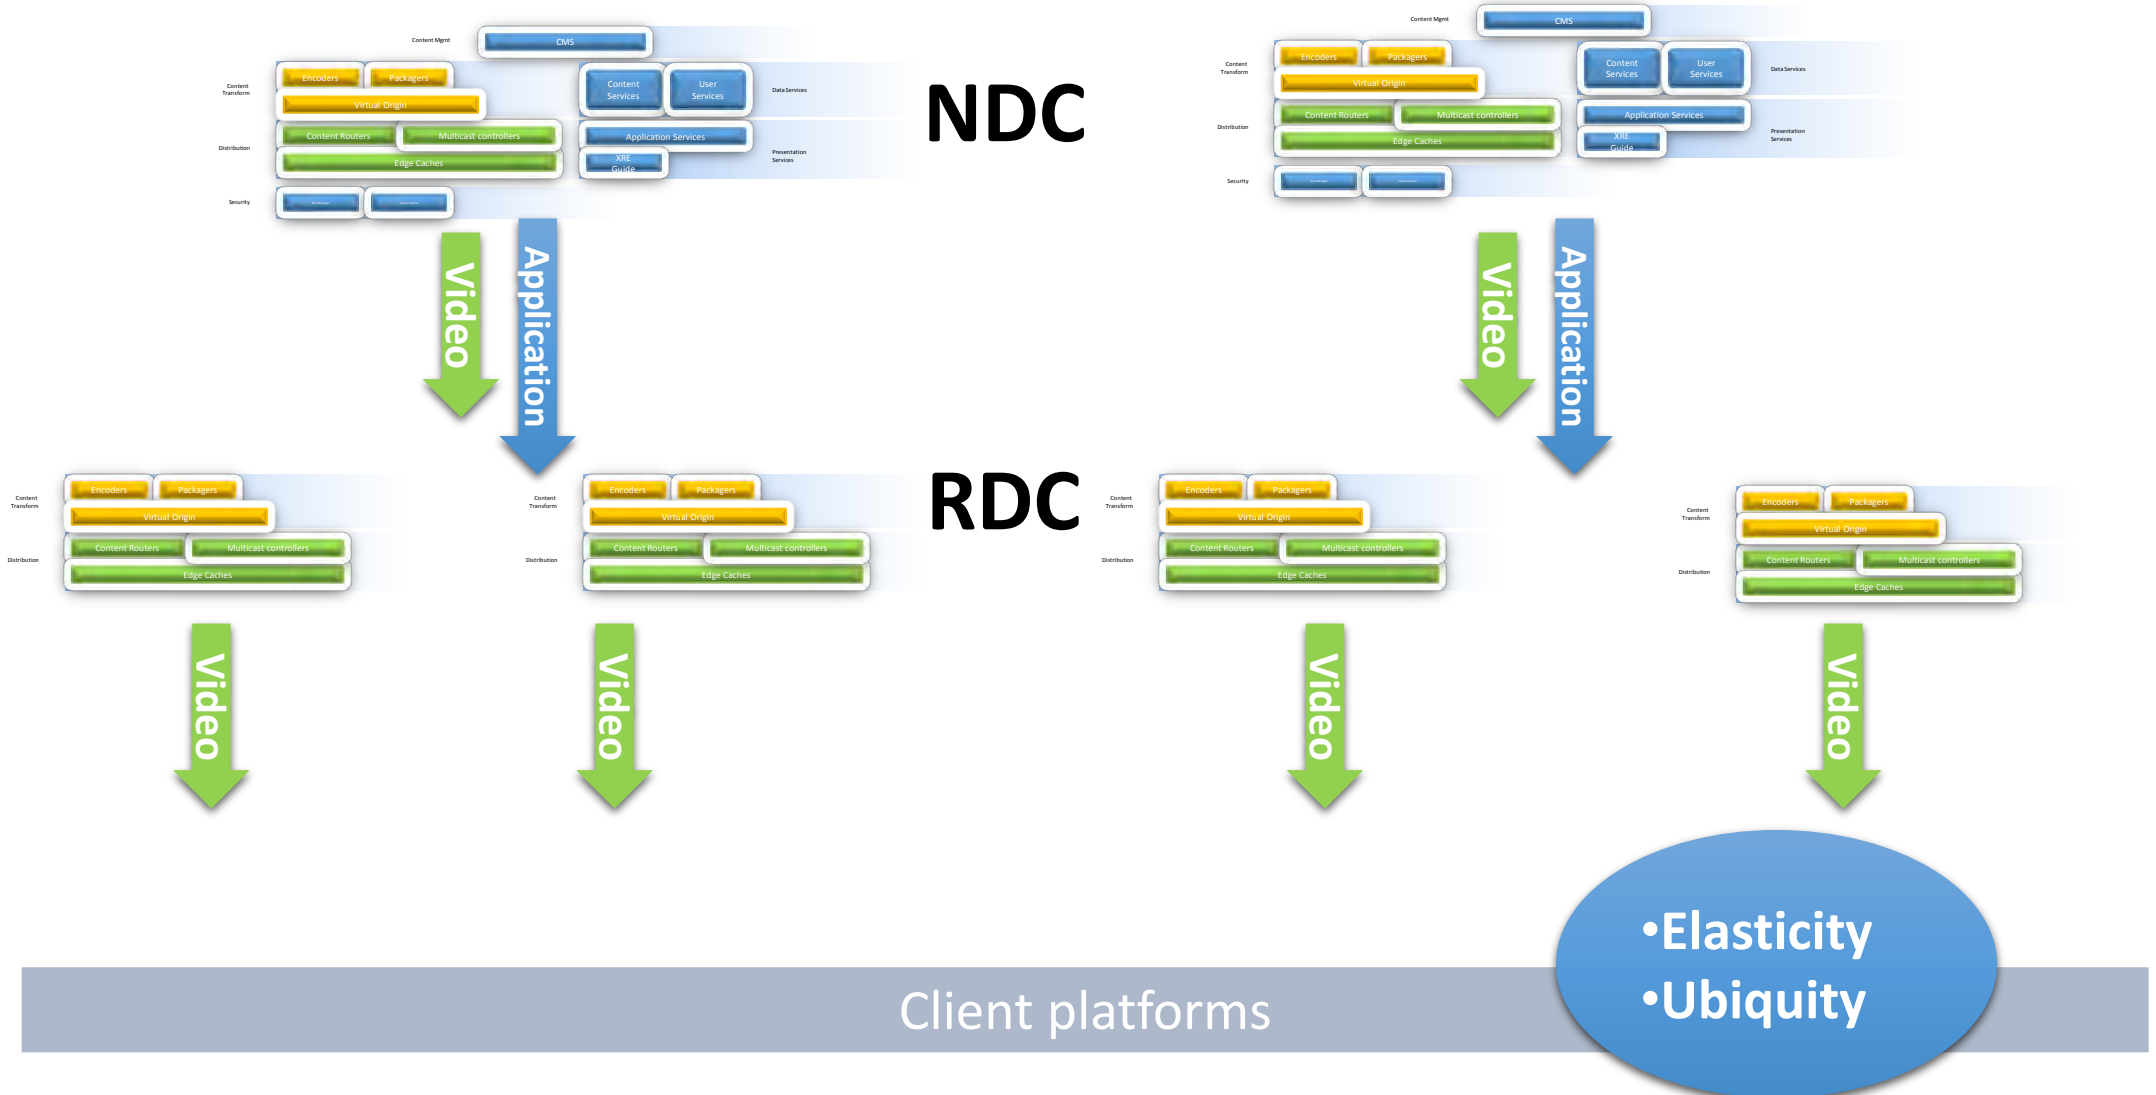 Content Mgmt
CMS
Content
Transform
Encoders
Packagers
Virtual Origin
Content
Services
User
Services
Data Services
Distribution
Content Routers
Multicast controllers
Edge Caches
Application Services
XRE
Guide
Presentation
Services
Security
NDC
Content Mgmt
CMS
Content
Transform
Encoders
Packagers
Virtual Origin
Content
Services
User
Services
Data Services
Distribution
Content Routers
Multicast controllers
Edge Caches
Application Services
XRE
Guide
Presentation
Services
Security
Video
Application
Video
Application
RDC
Content
Transform
Encoders
Packagers
Virtual Origin
Distribution
Content Routers
Multicast controllers
Edge Caches
Content
Transform
Encoders
Packagers
Virtual Origin
Distribution
Content Routers
Multicast controllers
Edge Caches
Content
Transform
Encoders
Packagers
Virtual Origin
Distribution
Content Routers
Multicast controllers
Edge Caches
Content
Transform
Encoders
Packagers
Virtual Origin
Distribution
Content Routers
Multicast controllers
Edge Caches
Video
Video
Video
Video
•Elasticity
•Ubiquity
Client platforms